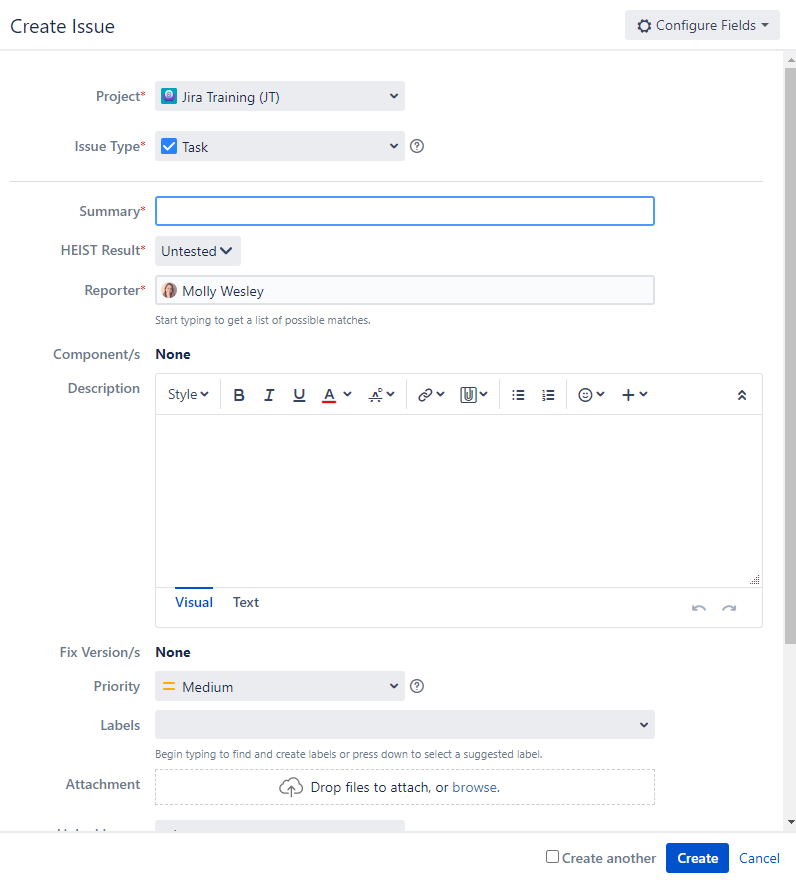 Create Issue
Configure Fields
Project* Jira Training (JT)
Issue Type* Task
Summary*
HEIST Result* Untested
Reporter* Molly Wesley
Start typing to get a list of possible matches.
Component/s None
Description
Style B I U A
Visual Text
Fix Version/s None
Priority Medium
Labels
Begin typing to find and create labels or press down to select a suggested label.
Attachment Drop files to attach, or browse.
Create another Create Cancel